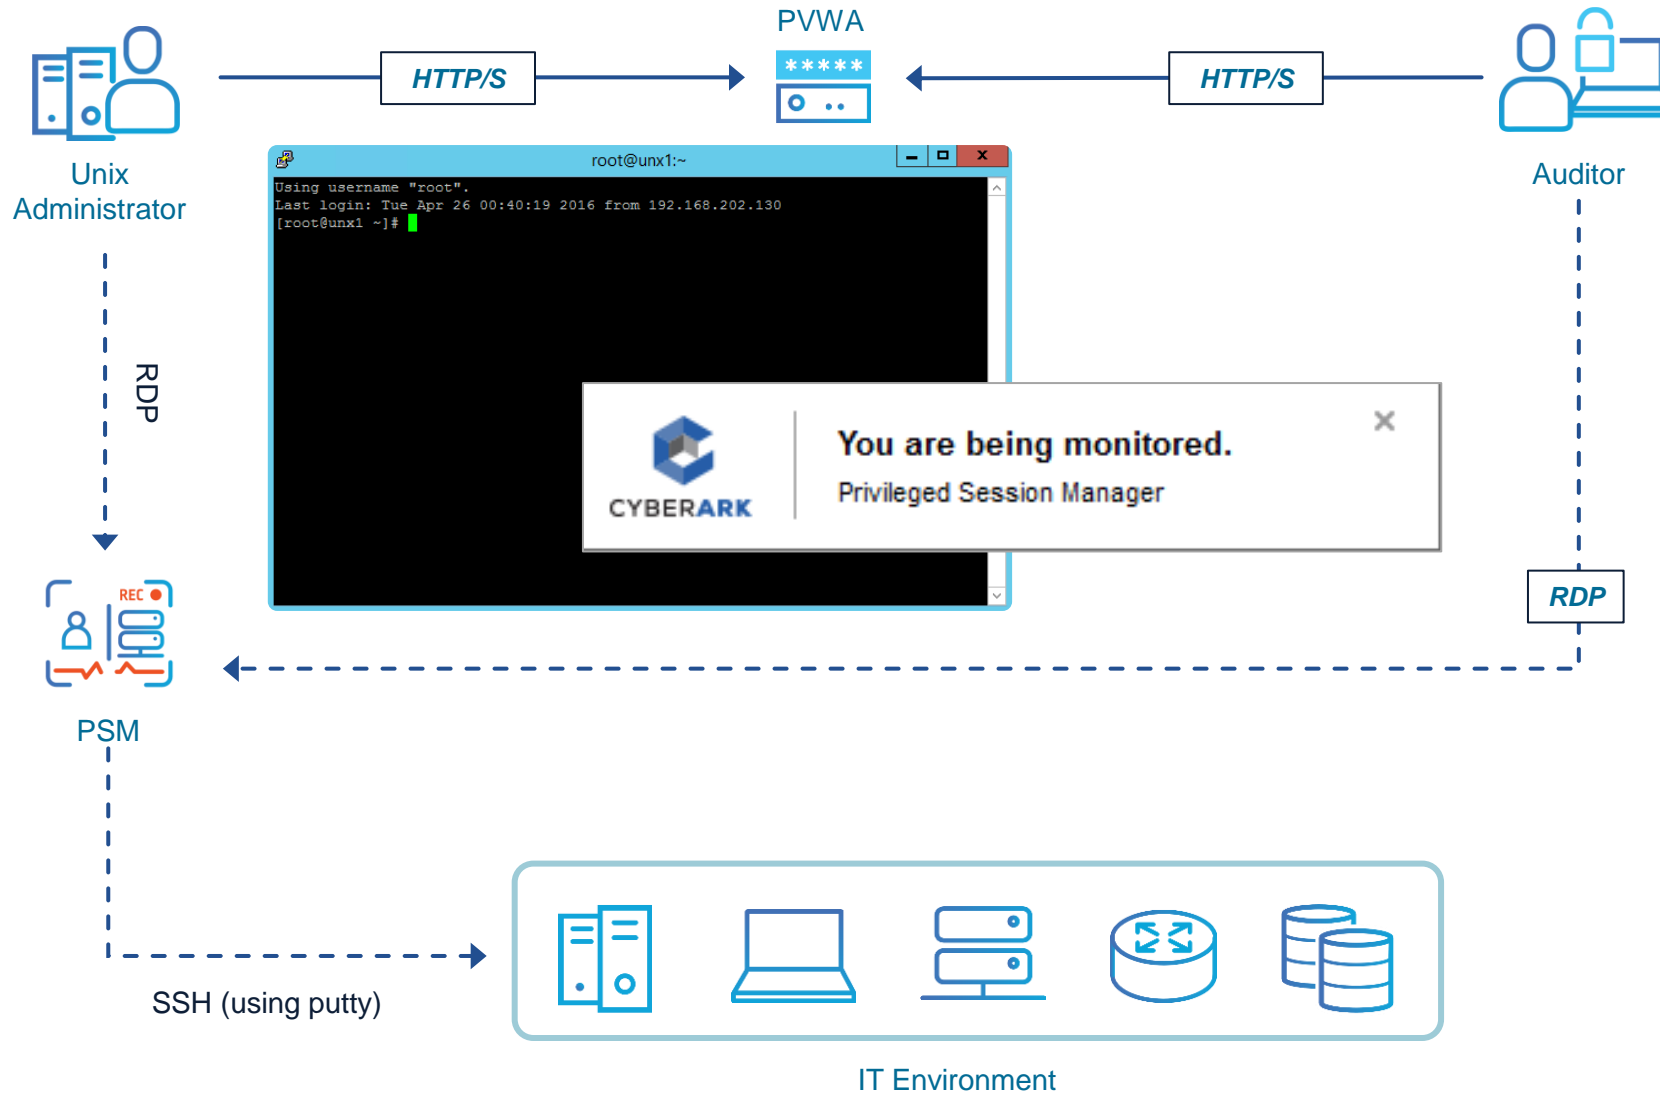 PVWA
HTTP/S
HTTP/S
*****
Unix
Administrator
Auditor
root@unx1:~
Using username "root".
Last login: Tue Apr 26 00:40:19 2016 from 192.168.202.130
[root@unx1 ~]#
RDP
You are being monitored.
Privileged Session Manager
CYBERARK
REC
RDP
PSM
SSH (using putty)
IT Environment